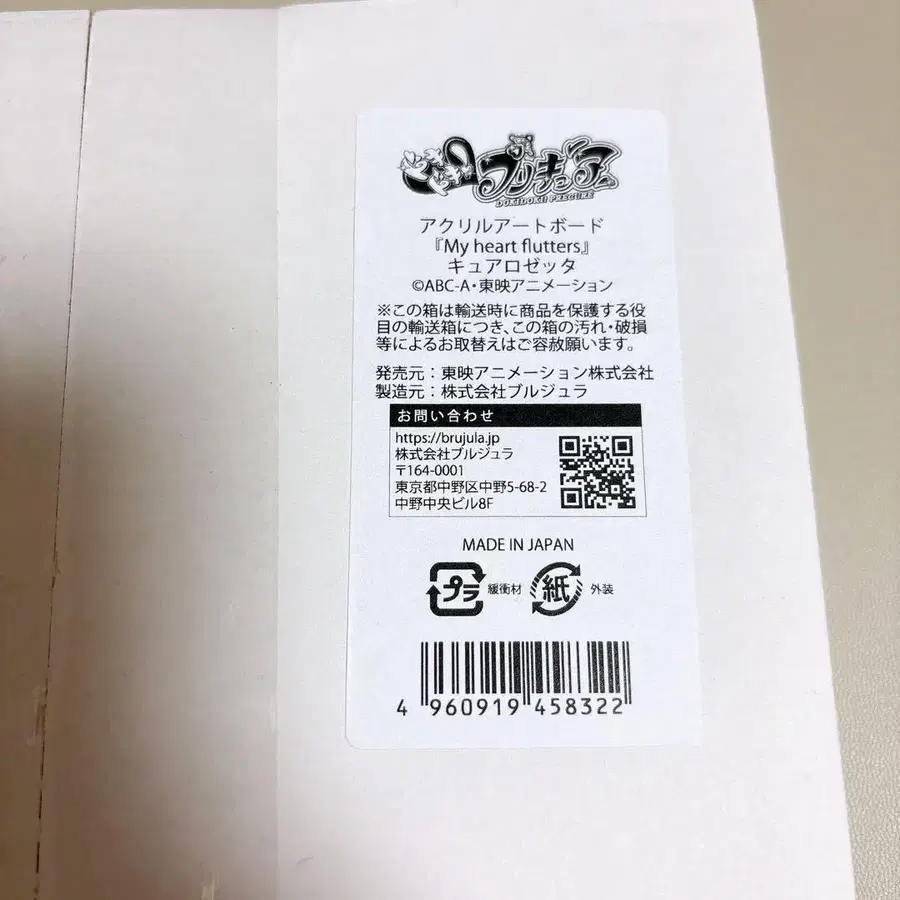 ドキドキ!プリキュア
DOKIDOKI! PRECURE
アクリルアートボード
『My heart flutters』
キュアロゼッタ
©ABC-A・東映アニメーション
※この箱は輸送時に商品を保護する役
目の輸送箱につき、この箱の汚れ・破損
等によるお取替えはご容赦願います。
発売元：東映アニメーション株式会社
製造元：株式会社ブルジュラ
お問い合わせ
https://brujula.jp
株式会社ブルジュラ
〒164-0001
東京都中野区中野5-68-2
中野中央ビル8F
MADE IN JAPAN
プラ 緩衝材 紙 外装
4 960919 458322